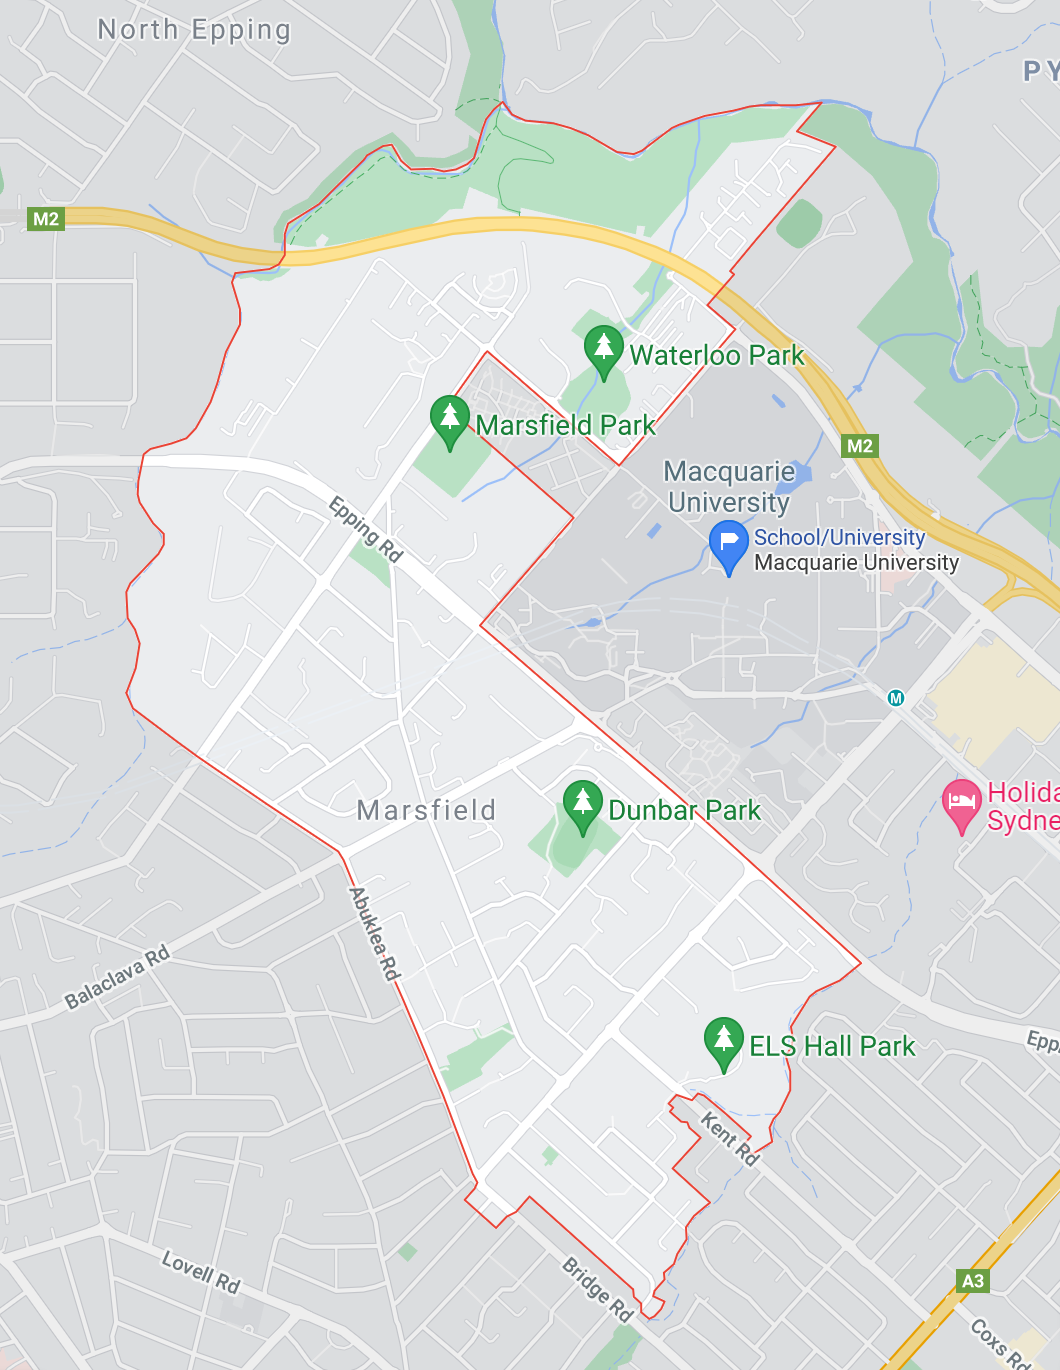 North Epping
PY
M2
Waterloo Park
Marsfield Park
M2
Macquarie
University
Epping Rd
School/University
Macquarie University
M
Marsfield
Dunbar Park
Holida
Sydne
Abuklea Rd
Balaclava Rd
ELS Hall Park
Epp
Kent Rd
Lovell Rd
Bridge Rd
A3
Coxs Rd